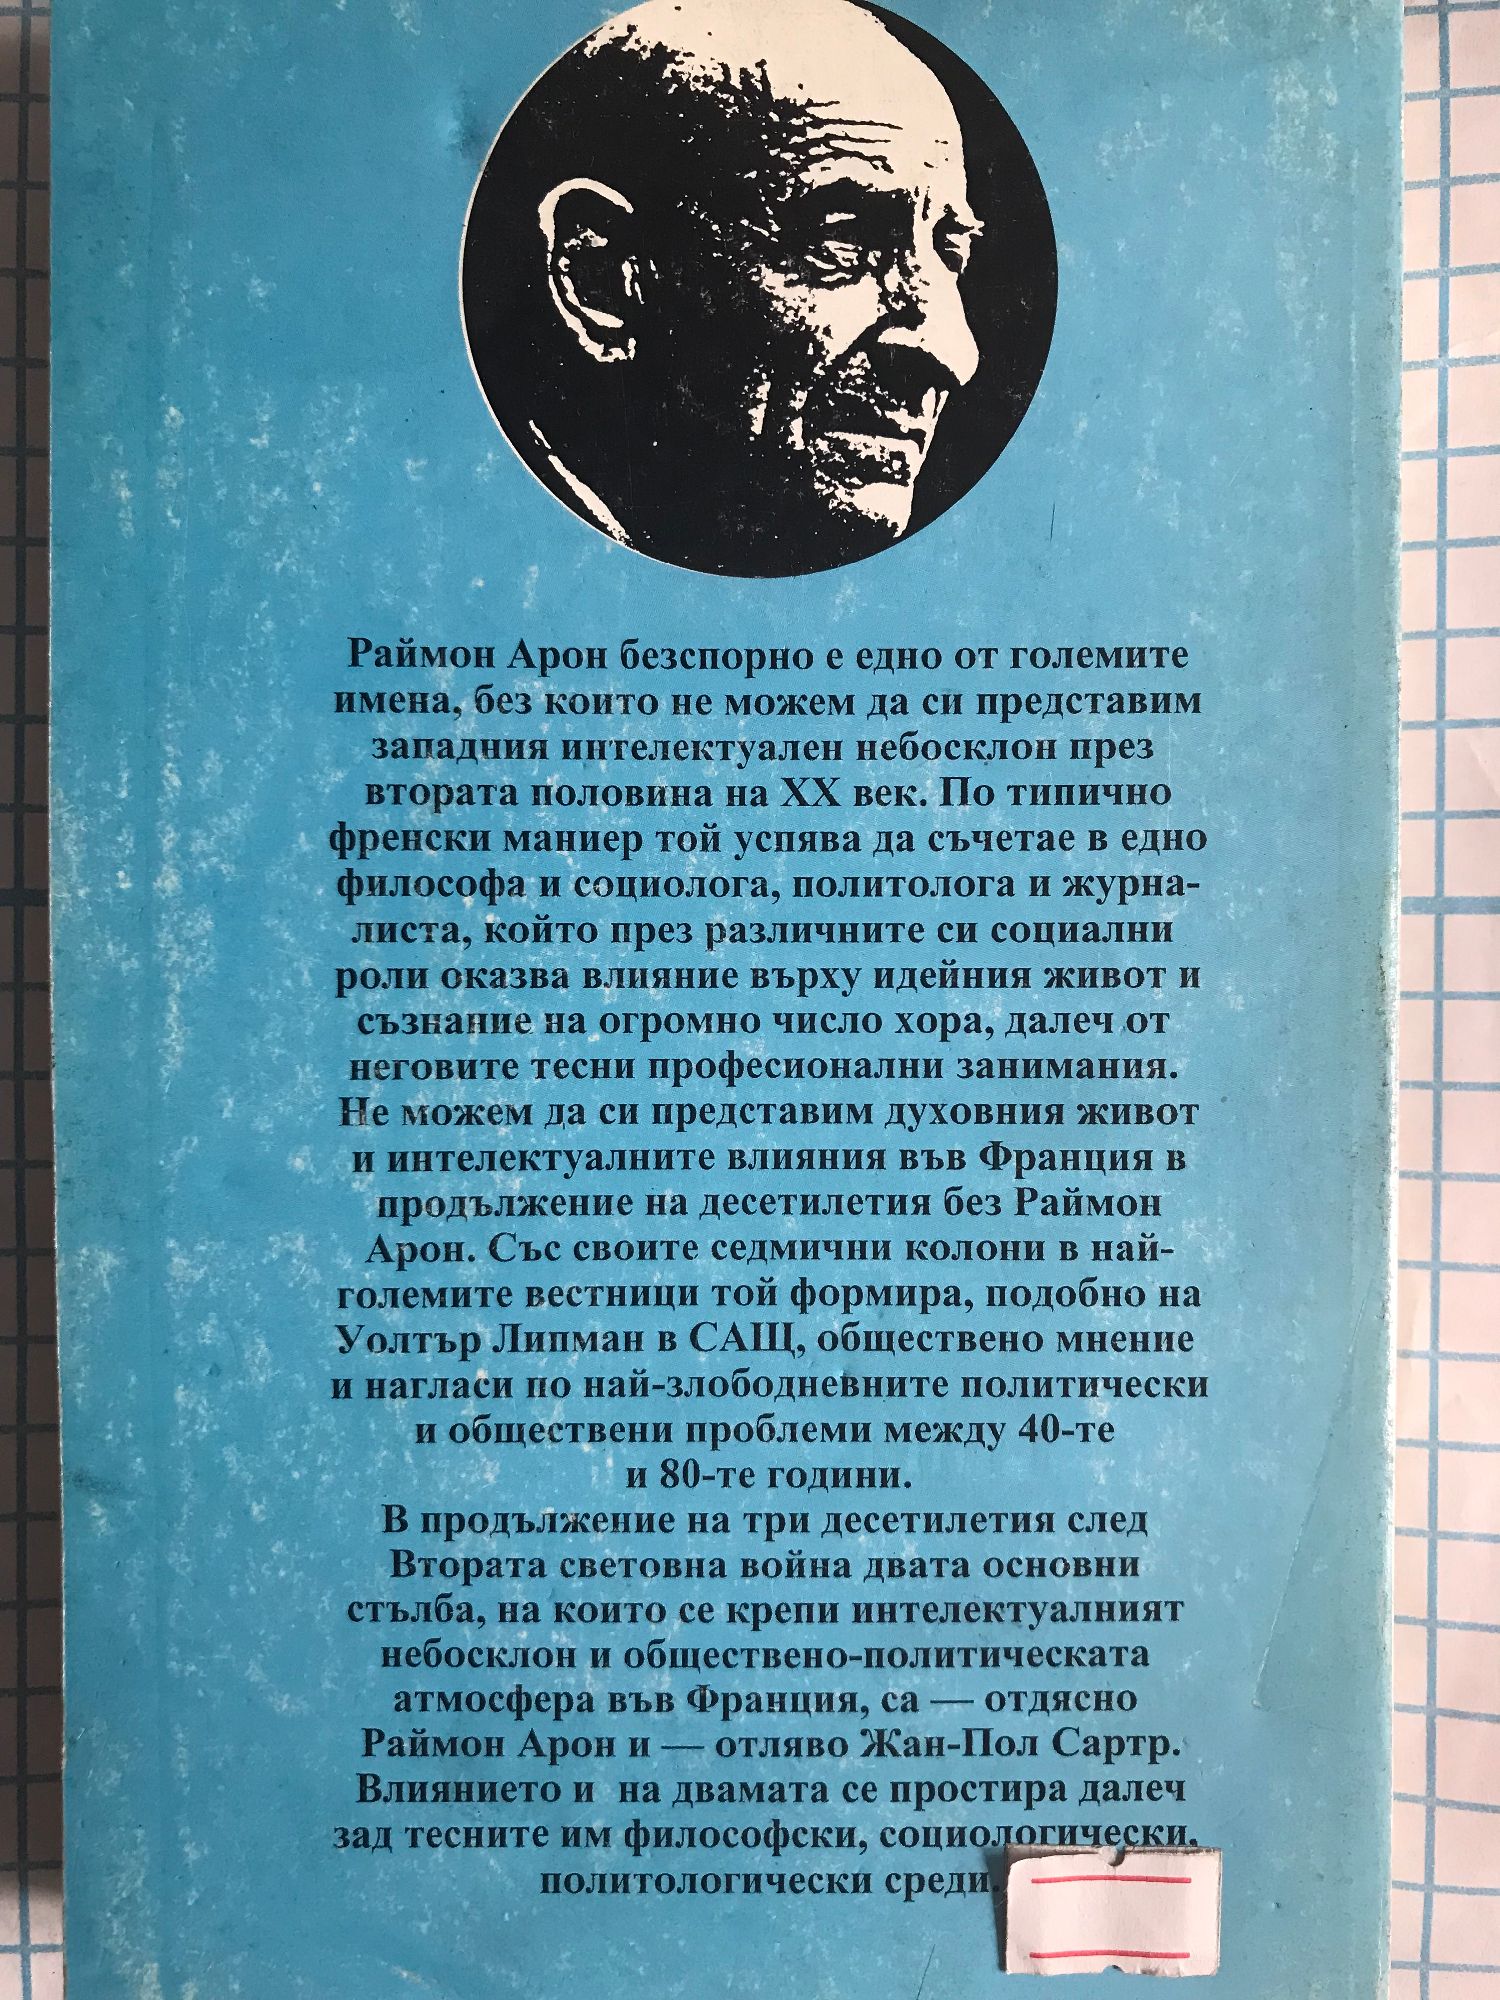 Раймон Арон безспорно е едно от големите
имена, без които не можем да си представим
западния интелектуален небосклон през
втората половина на XX век. По типично
френски маниер той успява да съчетае в едно
философа и социолога, политолога и журна-
листа, който през различните си социални
роли оказва влияние върху идейния живот и
съзнание на огромно число хора, далеч от
неговите тесни професионални занимания.
Не можем да си представим духовния живот
и интелектуалните влияния във Франция в
продължение на десетилетия без Раймон
Арон. Със своите седмични колони в най-
големите вестници той формира, подобно на
Уолтър Липман в САЩ, обществено мнение
и нагласи по най-злободневните политически
и обществени проблеми между 40-те
и 80-те години.
В продължение на три десетилетия след
Втората световна война двата основни
стълба, на които се крепи интелектуалният
небосклон и обществено-политическата
атмосфера във Франция, са — отдясно
Раймон Арон и — отляво Жан-Пол Сартр.
Влиянието и на двамата се простира далеч
зад тесните им философски, социологически,
политологически среди.